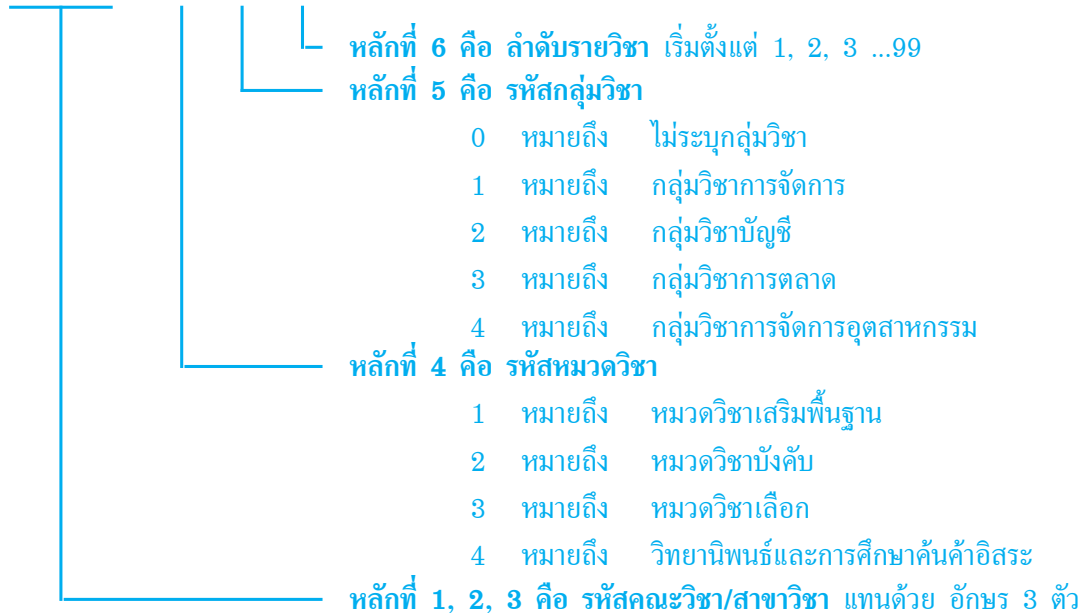 หลักที่ 6 คือ ลำดับรายวิชา เริ่มตั้งแต่ 1, 2, 3 ...99
หลักที่ 5 คือ รหัสกลุ่มวิชา
0 หมายถึง ไม่ระบุกลุ่มวิชา
1 หมายถึง กลุ่มวิชาการจัดการ
2 หมายถึง กลุ่มวิชาบัญชี
3 หมายถึง กลุ่มวิชาการตลาด
4 หมายถึง กลุ่มวิชาการจัดการอุตสาหกรรม
หลักที่ 4 คือ รหัสหมวดวิชา
1 หมายถึง หมวดวิชาเสริมพื้นฐาน
2 หมายถึง หมวดวิชาบังคับ
3 หมายถึง หมวดวิชาเลือก
4 หมายถึง วิทยานิพนธ์และการศึกษาค้นค้าอิสระ
หลักที่ 1, 2, 3 คือ รหัสคณะวิชา/สาขาวิชา แทนด้วย อักษร 3 ตัว